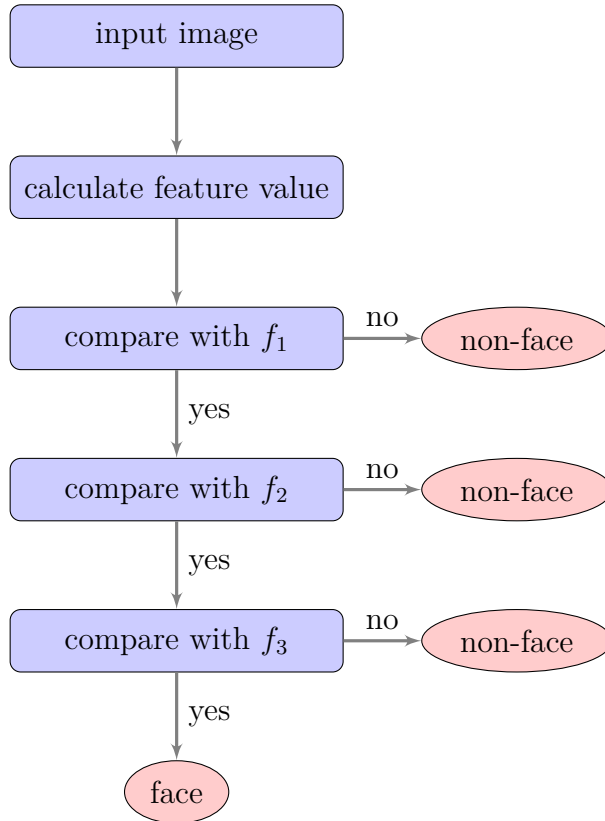 input image
calculate feature value
compare with f₁
no
non-face
yes
compare with f₂
no
non-face
yes
compare with f₃
no
non-face
yes
face